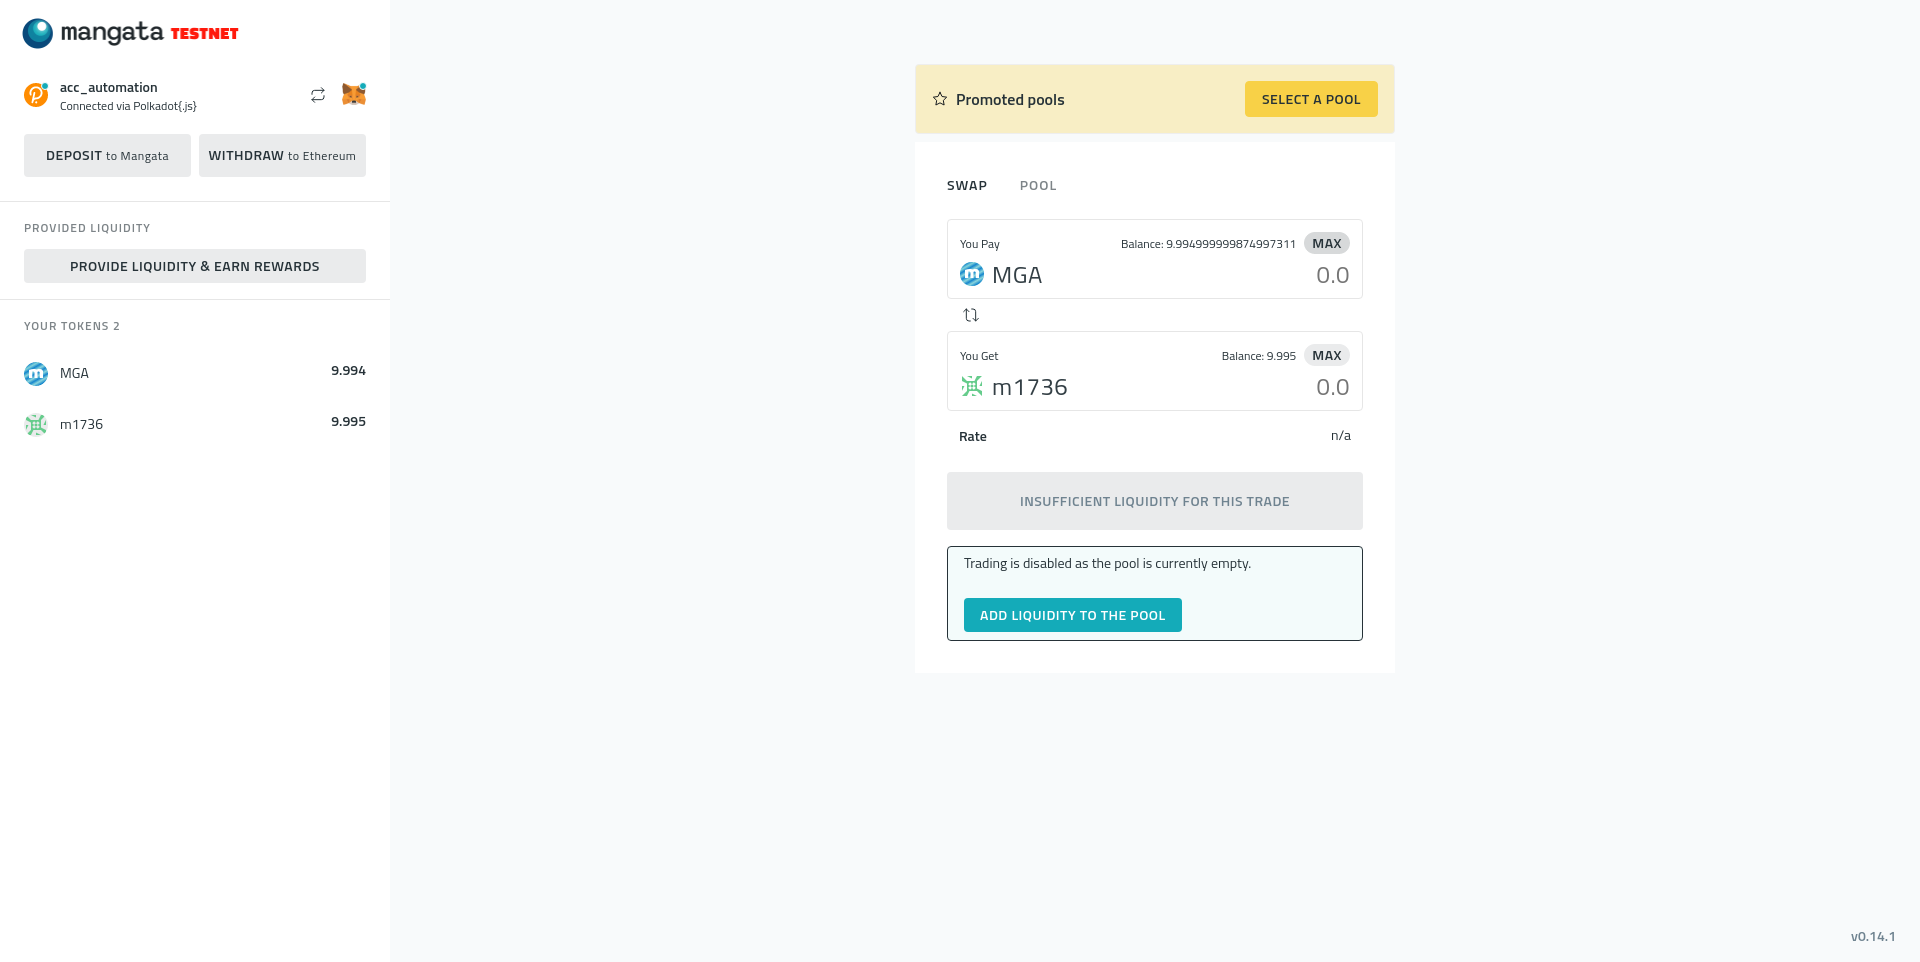 mangata TESTNET
acc_automation
Connected via Polkadot{.js}
DEPOSIT to Mangata
WITHDRAW to Ethereum
PROVIDED LIQUIDITY
PROVIDE LIQUIDITY & EARN REWARDS
YOUR TOKENS 2
MGA 9.994
m1736 9.995
Promoted pools
SELECT A POOL
SWAP POOL
You Pay Balance: 9.994999999874997311 MAX
MGA 0.0
You Get Balance: 9.995 MAX
m1736 0.0
Rate n/a
INSUFFICIENT LIQUIDITY FOR THIS TRADE
Trading is disabled as the pool is currently empty.
ADD LIQUIDITY TO THE POOL
v0.14.1